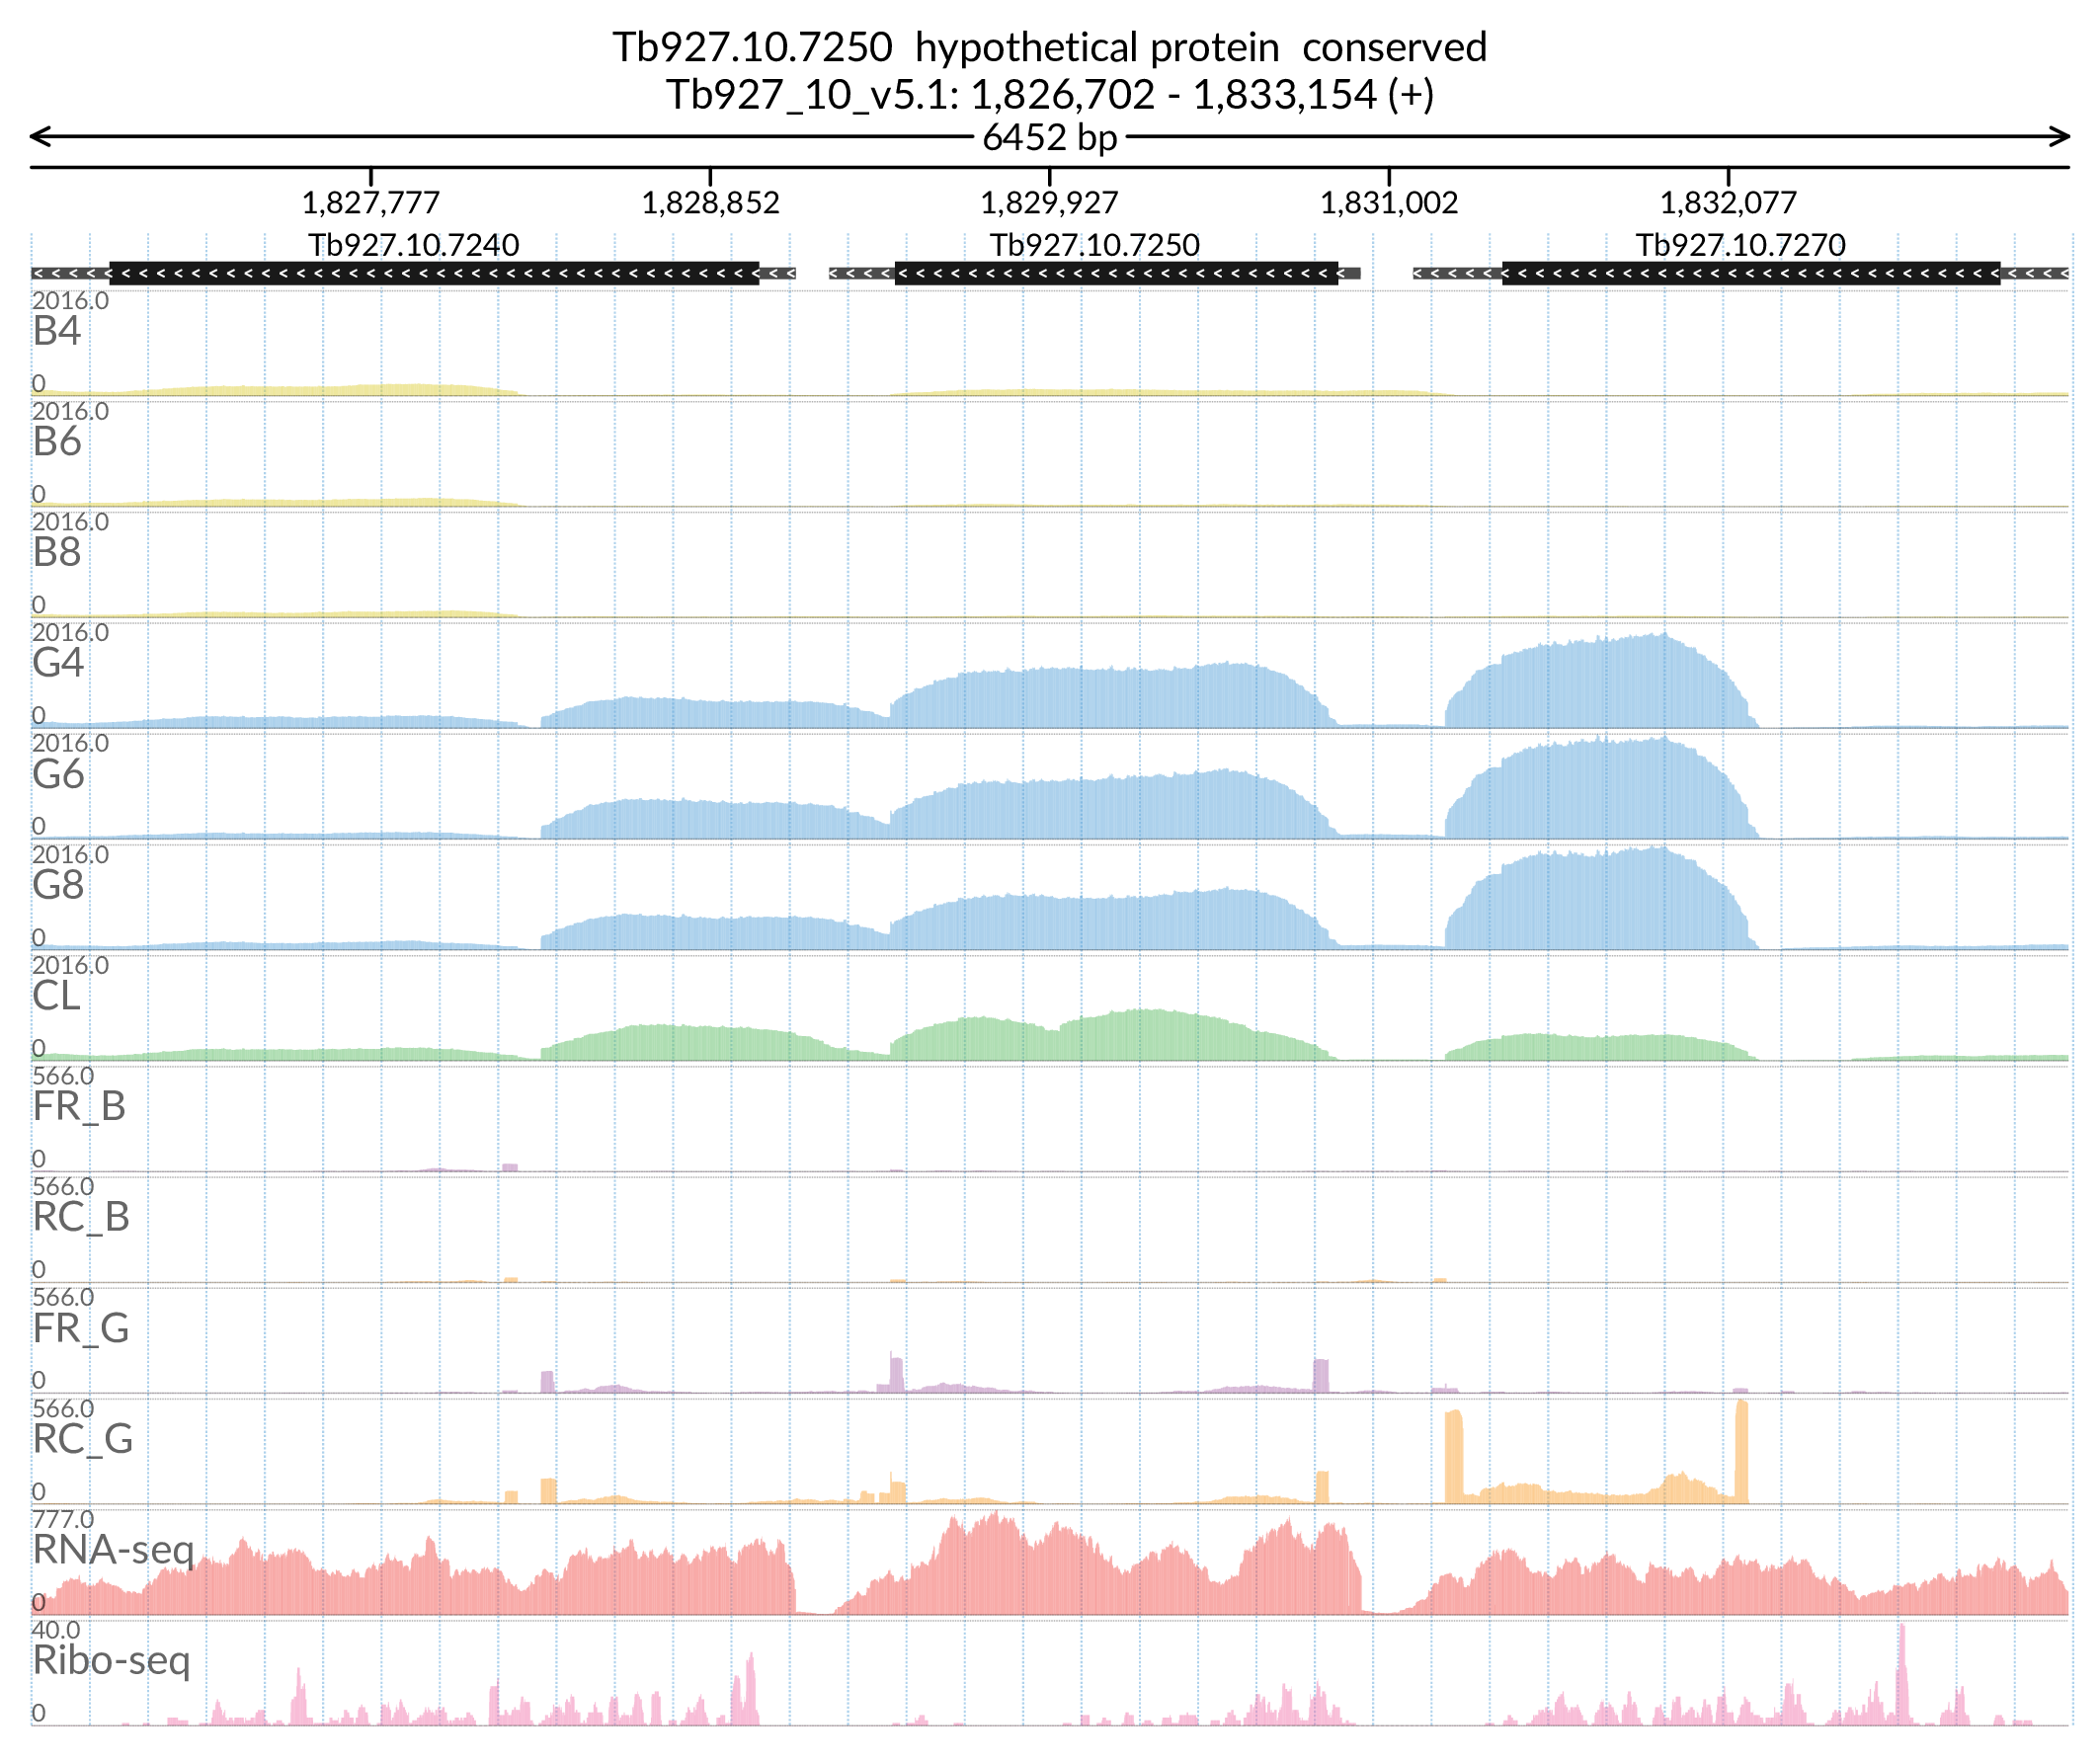 Tb927.10.7250 hypothetical protein conserved
Tb927_10_v5.1: 1,826,702 - 1,833,154 (+)
6452 bp
1,827,777 1,828,852 1,829,927 1,831,002 1,832,077
Tb927.10.7240 Tb927.10.7250 Tb927.10.7270
2016.0
B4
0
2016.0
B6
0
2016.0
B8
0
2016.0
G4
0
2016.0
G6
0
2016.0
G8
0
2016.0
CL
0
566.0
FR_B
0
566.0
RC_B
0
566.0
FR_G
0
566.0
RC_G
0
777.0
RNA-seq
0
40.0
Ribo-seq
0